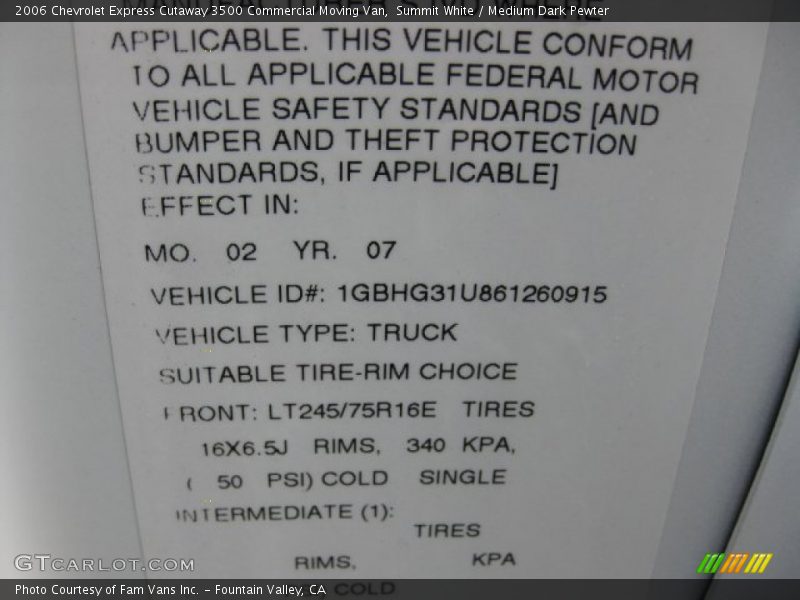 2006 Chevrolet Express Cutaway 3500 Commercial Moving Van, Summit White / Medium Dark Pewter
APPLICABLE. THIS VEHICLE CONFORM
TO ALL APPLICABLE FEDERAL MOTOR
VEHICLE SAFETY STANDARDS [AND
BUMPER AND THEFT PROTECTION
STANDARDS, IF APPLICABLE]
EFFECT IN:
MO. 02 YR. 07
VEHICLE ID#: 1GBHG31U861260915
VEHICLE TYPE: TRUCK
SUITABLE TIRE-RIM CHOICE
FRONT: LT245/75R16E TIRES
16X6.5J RIMS, 340 KPA,
( 50 PSI) COLD SINGLE
INTERMEDIATE (1):
TIRES
RIMS, KPA
COLD
GTCARLOT.COM
Photo Courtesy of Fam Vans Inc. - Fountain Valley, CA